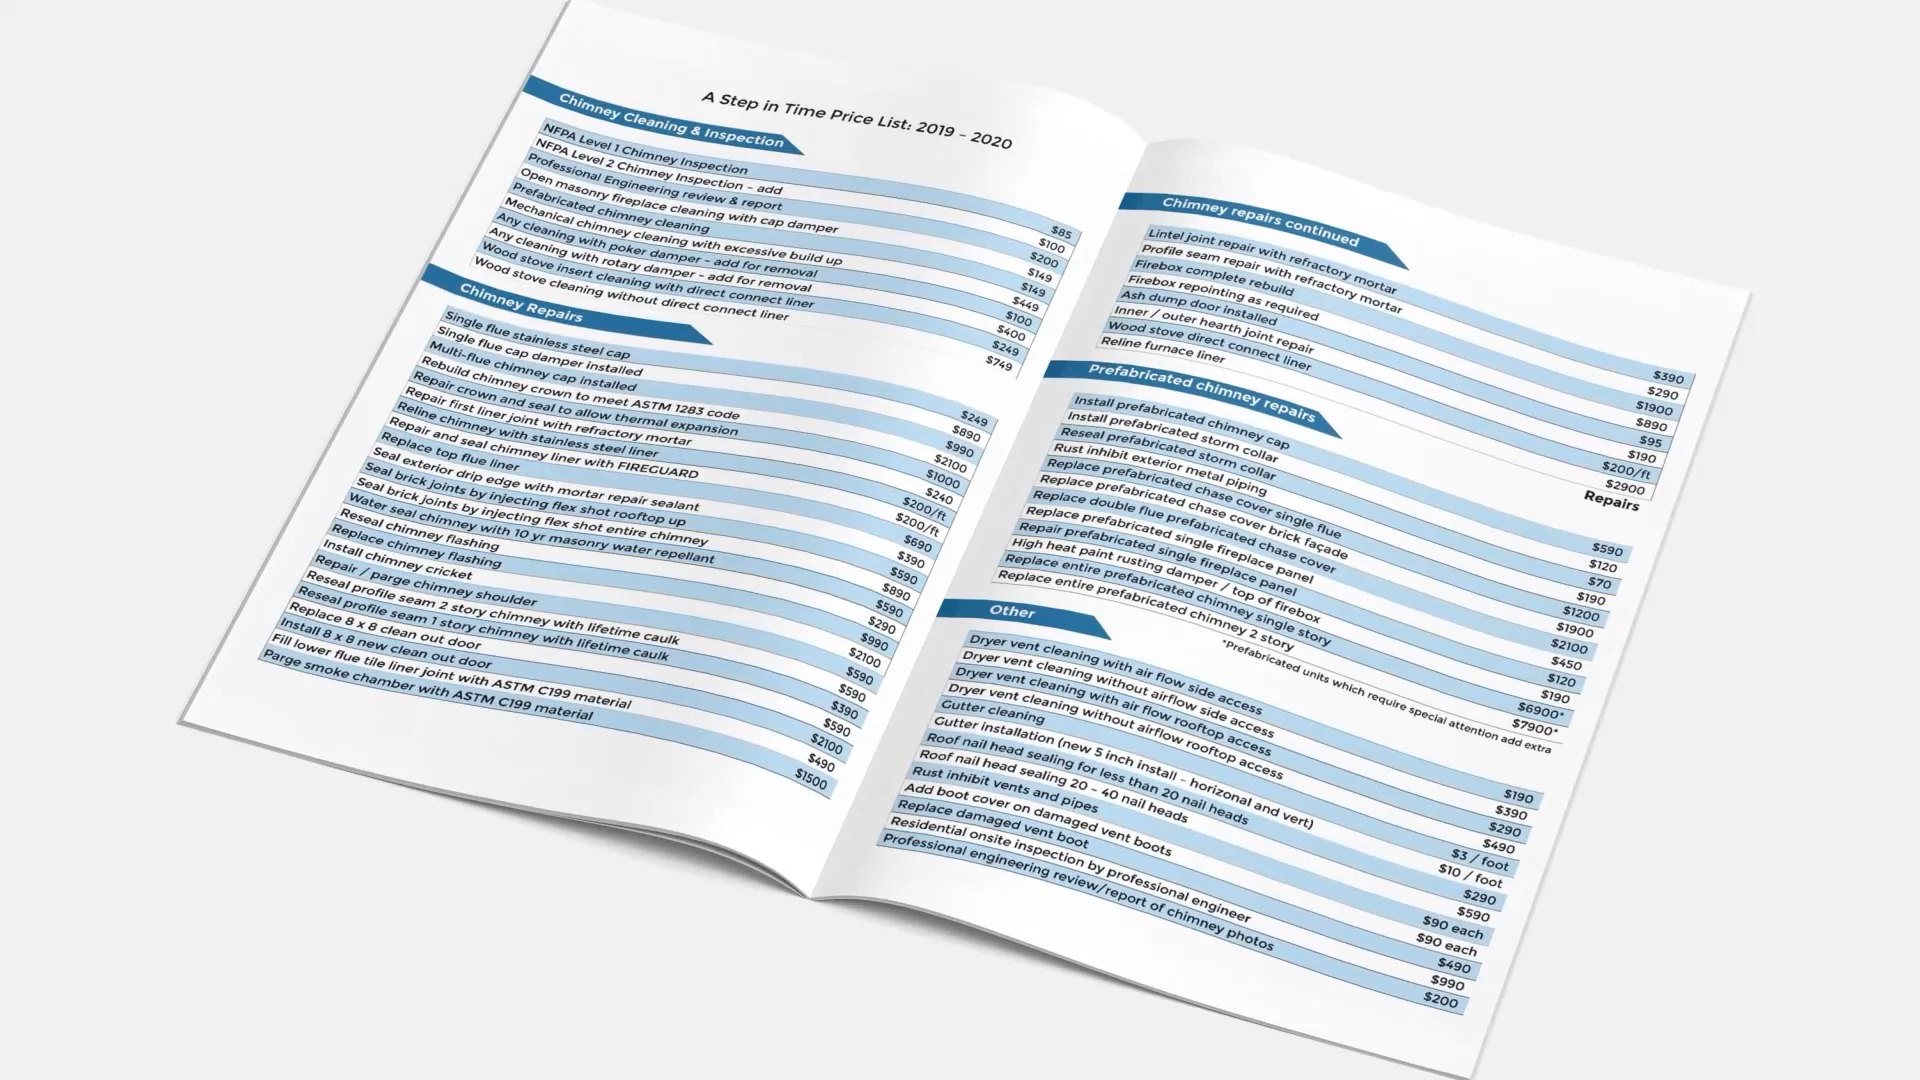 A Step in Time Price List: 2019 – 2020
Chimney Cleaning & Inspection
NFPA Level 1 Chimney Inspection $85
NFPA Level 2 Chimney Inspection – add $100
Professional Engineering review & report $200
Open masonry fireplace cleaning with cap damper $149
Prefabricated chimney cleaning $149
Mechanical chimney cleaning with excessive build up $449
Any cleaning with poker damper – add for removal $100
Any cleaning with rotary damper – add for removal $400
Wood stove insert cleaning with direct connect liner $249
Wood stove cleaning without direct connect liner $749
Chimney Repairs
Single flue stainless steel cap $249
Single flue cap damper installed $890
Multi-flue chimney cap installed $990
Rebuild chimney crown to meet ASTM 1283 code $2100
Repair crown and seal to allow thermal expansion $1000
Repair first liner joint with refractory mortar $240
Reline chimney with stainless steel liner $200/ft
Repair and seal chimney liner with FIREGUARD $200/ft
Replace top flue liner $690
Seal exterior drip edge with mortar repair sealant $390
Seal brick joints by injecting flex shot rooftop up $590
Seal brick joints by injecting flex shot entire chimney $890
Water seal chimney with 10 yr masonry water repellant $590
Reseal chimney flashing $290
Replace chimney flashing $990
Install chimney cricket $2100
Repair / parge chimney shoulder $590
Reseal profile seam 2 story chimney with lifetime caulk $590
Reseal profile seam 1 story chimney with lifetime caulk $390
Replace 8 x 8 clean out door $590
Install 8 x 8 new clean out door $2100
Fill lower flue tile liner joint with ASTM C199 material $490
Parge smoke chamber with ASTM C199 material $1500
Chimney repairs continued
Lintel joint repair with refractory mortar $390
Profile seam repair with refractory mortar $290
Firebox complete rebuild $1900
Firebox repointing as required $890
Ash dump door installed $95
Inner / outer hearth joint repair $190
Wood stove direct connect liner $200/ft
Reline furnace liner $2900
Repairs
Prefabricated chimney repairs
Install prefabricated chimney cap $590
Install prefabricated storm collar $120
Reseal prefabricated storm collar $70
Rust inhibit exterior metal piping $190
Replace prefabricated chase cover single flue $1200
Replace prefabricated chase cover brick façade $1900
Replace double flue prefabricated chase cover $2100
Replace prefabricated single fireplace panel $450
Repair prefabricated single fireplace panel $120
High heat paint rusting damper / top of firebox $190
Replace entire prefabricated chimney single story $6900*
Replace entire prefabricated chimney 2 story $7900*
*Prefabricated units which require special attention add extra
Other
Dryer vent cleaning with air flow side access $190
Dryer vent cleaning without airflow side access $390
Dryer vent cleaning with air flow rooftop access $290
Dryer vent cleaning without airflow rooftop access $490
Gutter cleaning $3 / foot
Gutter installation (new 5 inch install – horizonal and vert) $10 / foot
Roof nail head sealing for less than 20 nail heads $290
Roof nail head sealing 20 – 40 nail heads $590
Rust inhibit vents and pipes $90 each
Add boot cover on damaged vent boots $90 each
Replace damaged vent boot $490
Residential onsite inspection by professional engineer $990
Professional engineering review/report of chimney photos $200